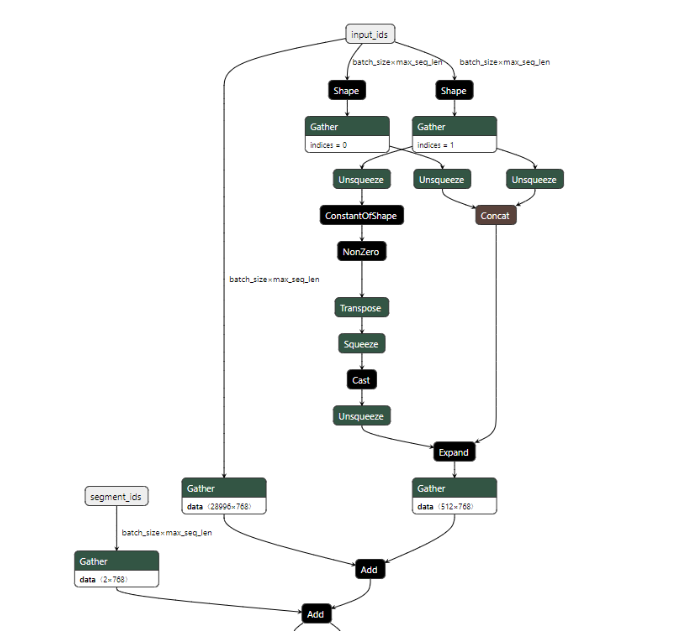 input_ids
batch_size×max_seq_len
batch_size×max_seq_len
Shape
Shape
Gather
indices = 0
Gather
indices = 1
Unsqueeze
Unsqueeze
Unsqueeze
ConstantOfShape
Concat
NonZero
batch_size×max_seq_len
Transpose
Squeeze
Cast
Unsqueeze
Expand
segment_ids
Gather
data ⟨28996×768⟩
Gather
data ⟨512×768⟩
batch_size×max_seq_len
Gather
data ⟨2×768⟩
Add
Add